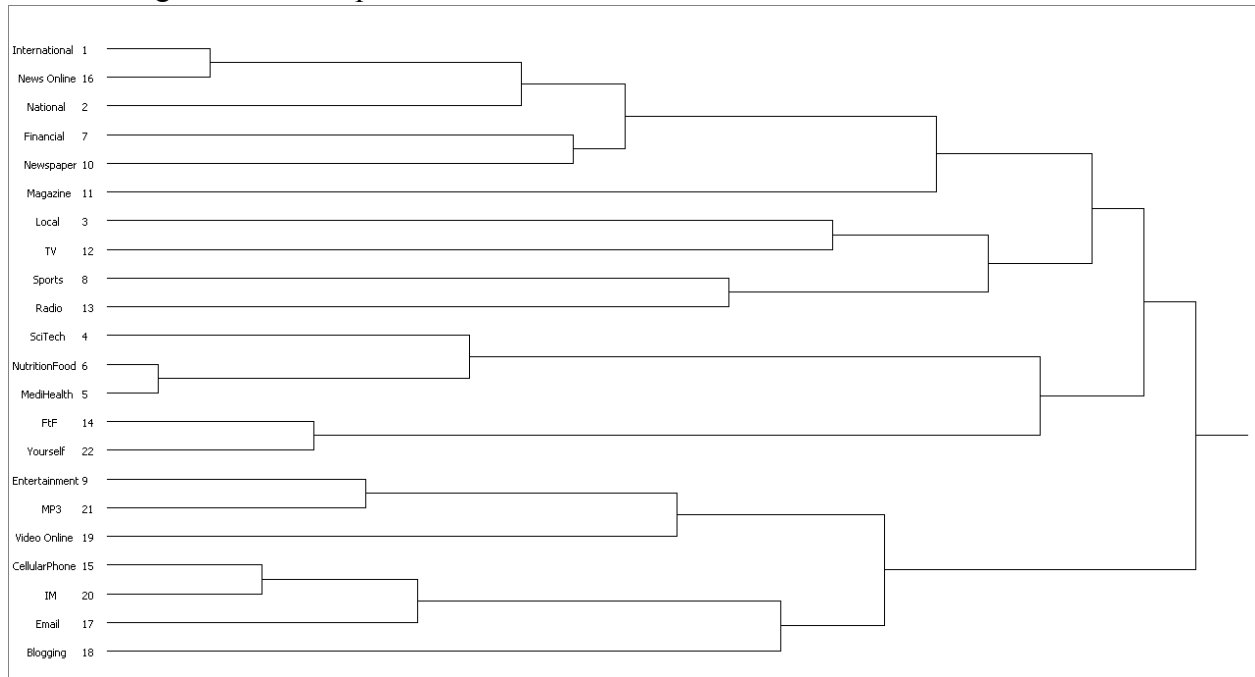 International 1
News Online 16
National 2
Financial 7
Newspaper 10
Magazine 11
Local 3
TV 12
Sports 8
Radio 13
SciTech 4
NutritionFood 6
MediHealth 5
FtF 14
Yourself 22
Entertainment 9
MP3 21
Video Online 19
CellularPhone 15
IM 20
Email 17
Blogging 18